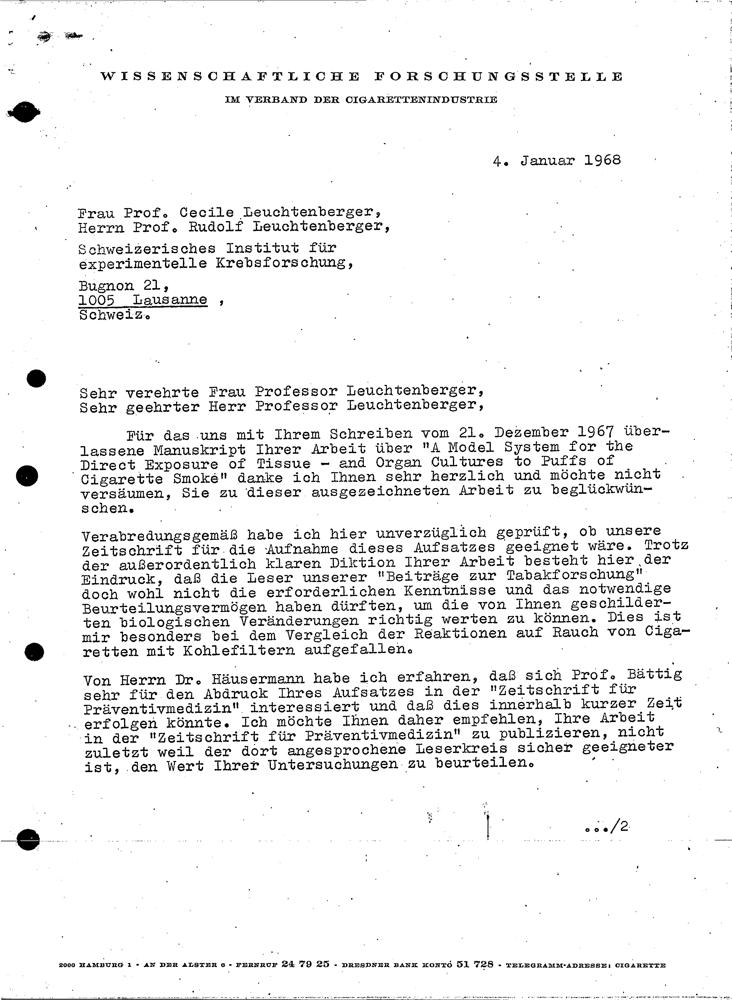 WISSENSCHAFTLICHE FORSCHUNGSSTELLE
IM VERBAND DER CIGARETTENINDUSTRIE
4. Januar 1968
Frau Prof. Cecile Leuchtenberger,
Herrn Prof. Rudolf Leuchtenberger,
Schweizerisches Institut für
experimentelle Krebsforschung,
Bugnon 21,
1005 Lausanne ,
Schweiz.
Sehr verehrte Frau Professor Leuchtenberger,
Sehr geehrter Herr Professor Leuchtenberger,
Für das uns mit Ihrem Schreiben vom 21. Dezember 1967 über-
lassene Manuskript Ihrer Arbeit über "A Model System for the
Direct Exposure of Tissue - and Organ Cultures to Puffs of
Cigarette Smoke" danke ich Ihnen sehr herzlich und möchte nicht
versäumen, Sie zu dieser ausgezeichneten Arbeit zu beglückwün-
schen.
Verabredungsgemäß habe ich hier unverzüglich geprüft, ob unsere
Zeitschrift für die Aufnahme dieses Aufsatzes geeignet wäre. Trotz
der außerordentlich klaren Diktion Ihrer Arbeit besteht hier der
Eindruck, daß die Leser unserer "Beiträge zur Tabakforschung"
doch wohl nicht die erforderlichen Kenntnisse und das notwendige
Beurteilungsvermögen haben dürften, um die von Ihnen geschilder-
ten biologischen Veränderungen richtig werten zu können. Dies ist
mir besonders bei dem Vergleich der Reaktionen auf Rauch von Ciga-
retten mit Kohlefiltern aufgefallen.
Von Herrn Dr. Häusermann habe ich erfahren, daß sich Prof. Bättig
sehr für den Abdruck Ihres Aufsatzes in der "Zeitschrift für
Präventivmedizin" interessiert und daß dies innerhalb kurzer Zeit
erfolgen könnte. Ich möchte Ihnen daher empfehlen, Ihre Arbeit
in der "Zeitschrift für Präventivmedizin" zu publizieren, nicht
zuletzt weil der dort angesprochene Leserkreis sicher geeigneter
ist, den Wert Ihrer Untersuchungen zu beurteilen.
.../2
2000 HAMBURG 1 - AN DER ALSTER 6 - FERNRUF 24 79 25 - DRESDNER BANK KONTO 51 728 - TELEGRAMM-ADRESSE: CIGARETTE